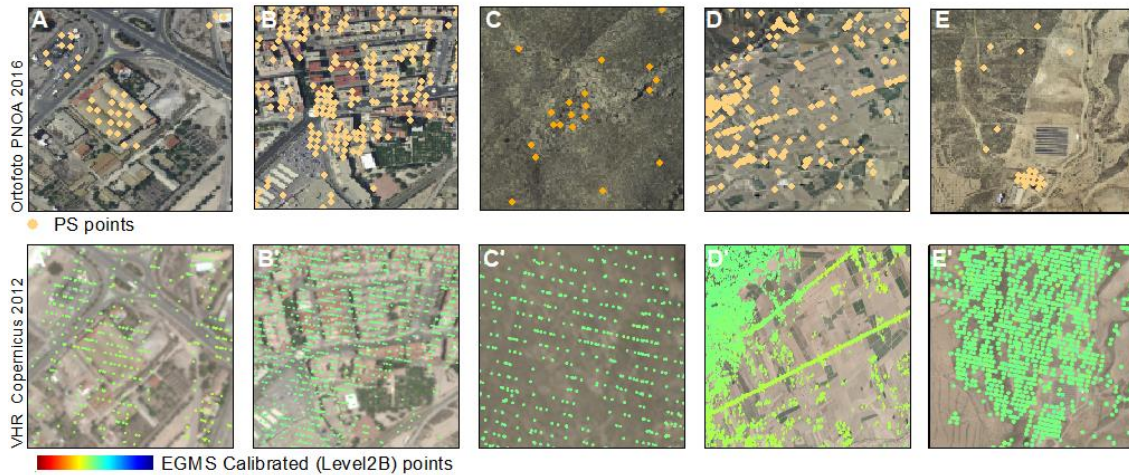 Ortofoto PNOA 2016
A
B
C
D
E
PS points
VHR Copernicus 2012
A'
B'
C'
D'
E'
EGMS Calibrated (Level2B) points